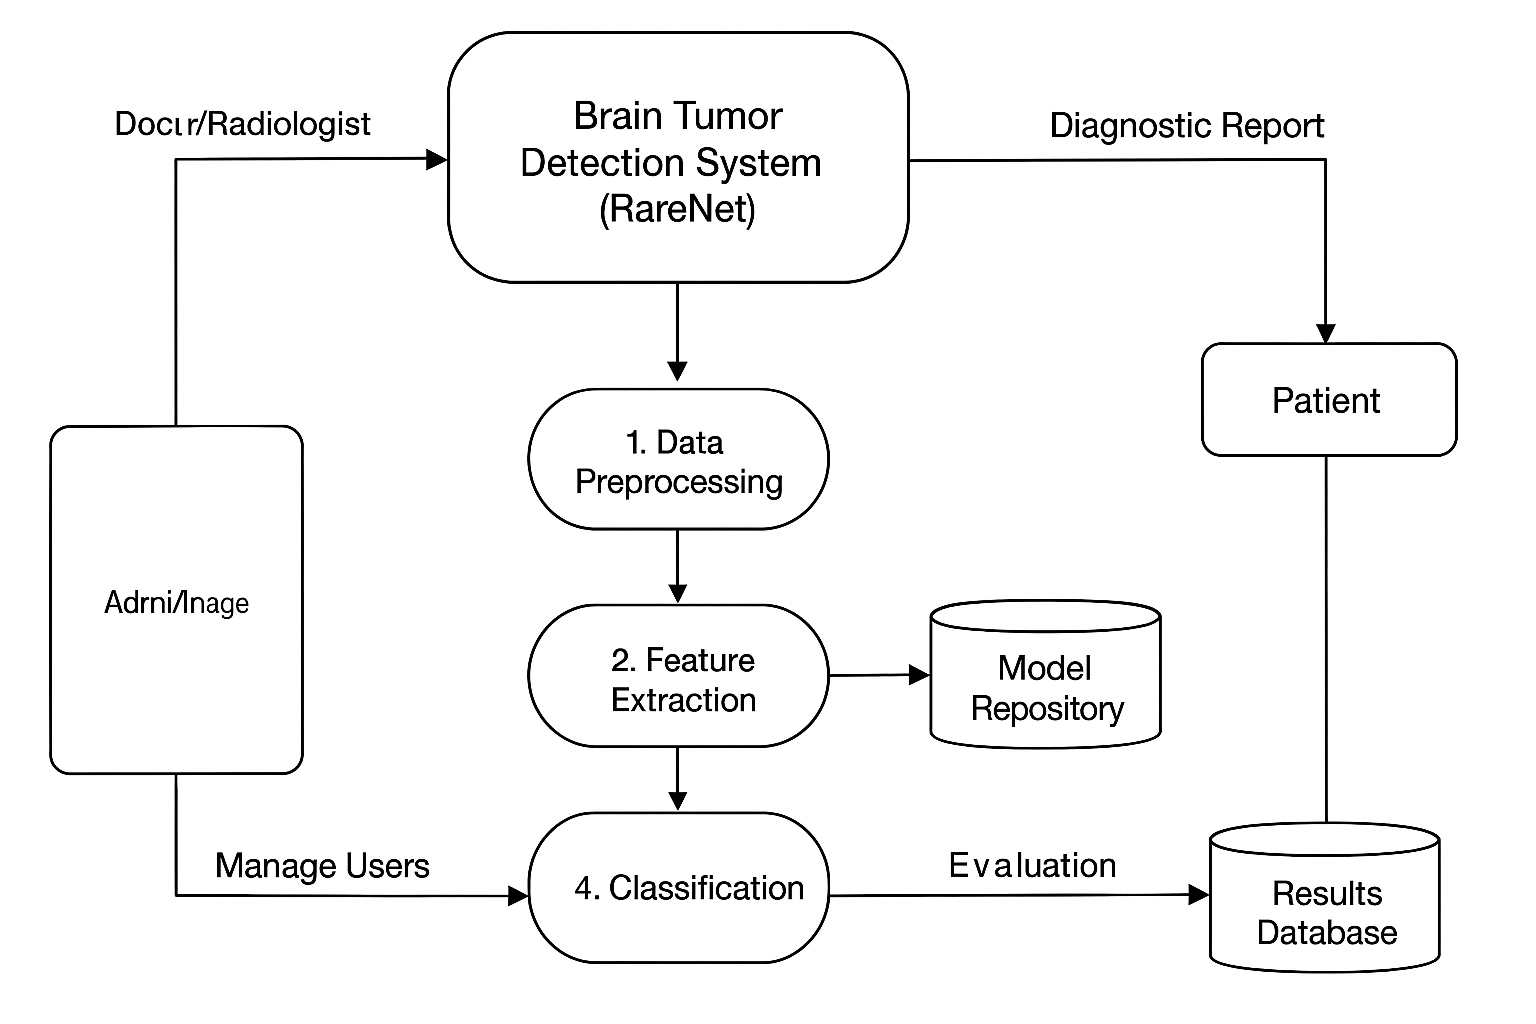 Brain Tumor
Detection System
(RareNet)
Docur/Radiologist
Diagnostic Report
Patient
1. Data
Preprocessing
Adrni/Inage
2. Feature
Extraction
Model
Repository
Manage Users
4. Classification
Evaluation
Results
Database